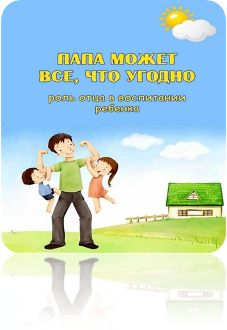 ПАПА МОЖЕТ
ВСЕ, ЧТО УГОДНО
роль отца в воспитании
ребенка